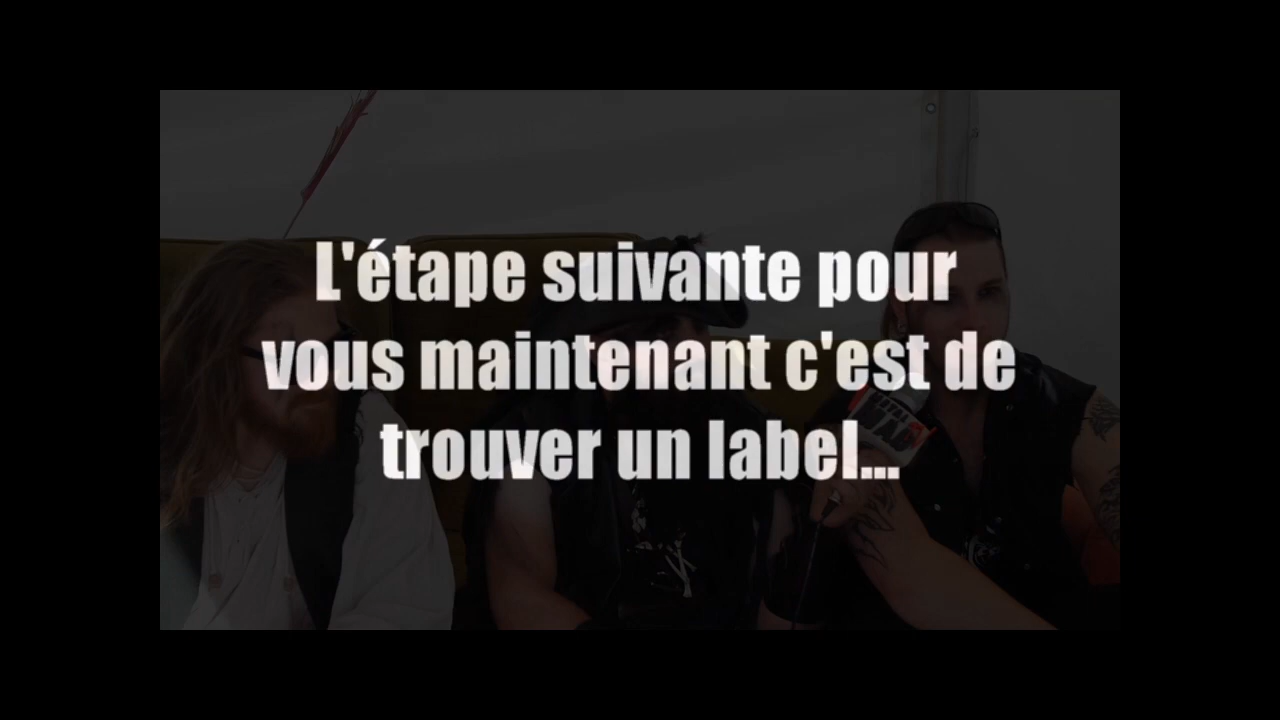 L'étape suivante pour
vous maintenant c'est de
trouver un label...